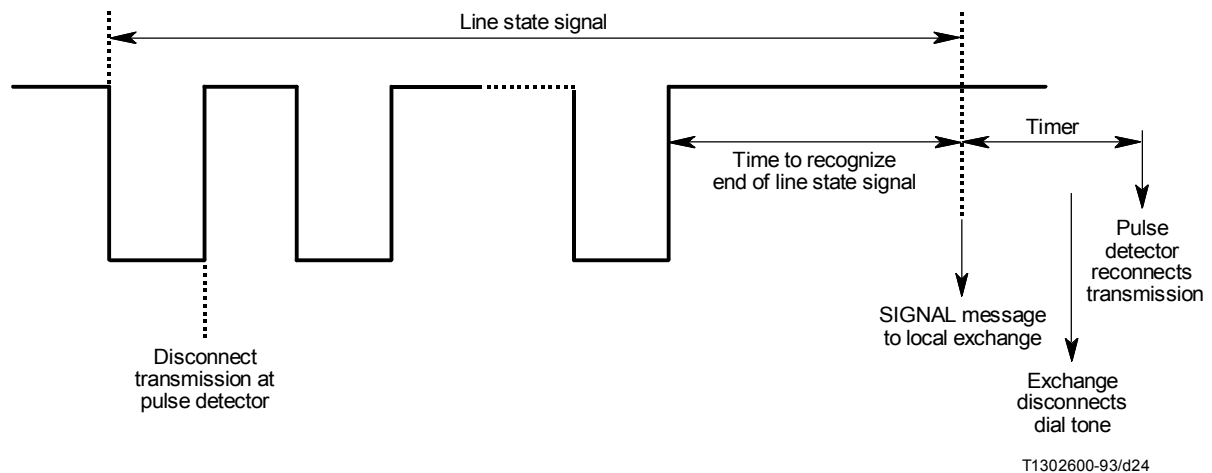 Line state signal
Timer
Time to recognize
end of line state signal
Pulse
detector
reconnects
transmission
SIGNAL message
to local exchange
Disconnect
transmission at
pulse detector
Exchange
disconnects
dial tone
T1302600-93/d24